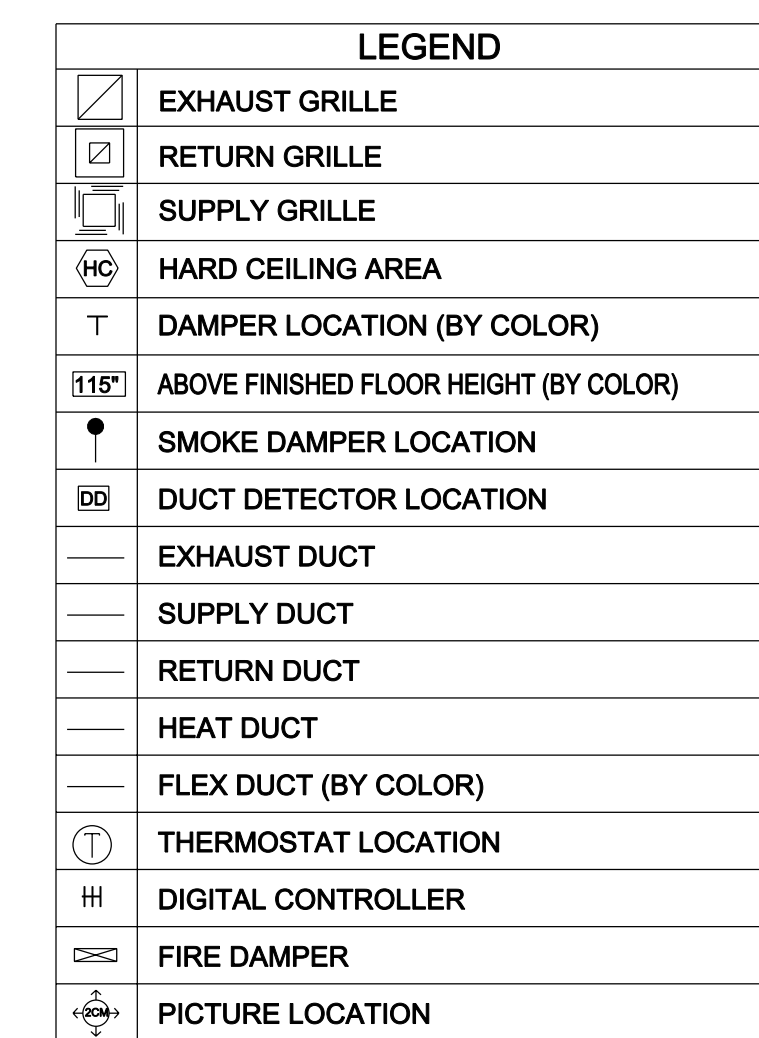 LEGEND
EXHAUST GRILLE
RETURN GRILLE
SUPPLY GRILLE
HC HARD CEILING AREA
T DAMPER LOCATION (BY COLOR)
115" ABOVE FINISHED FLOOR HEIGHT (BY COLOR)
SMOKE DAMPER LOCATION
DD DUCT DETECTOR LOCATION
EXHAUST DUCT
SUPPLY DUCT
RETURN DUCT
HEAT DUCT
FLEX DUCT (BY COLOR)
T THERMOSTAT LOCATION
DIGITAL CONTROLLER
FIRE DAMPER
2CM PICTURE LOCATION